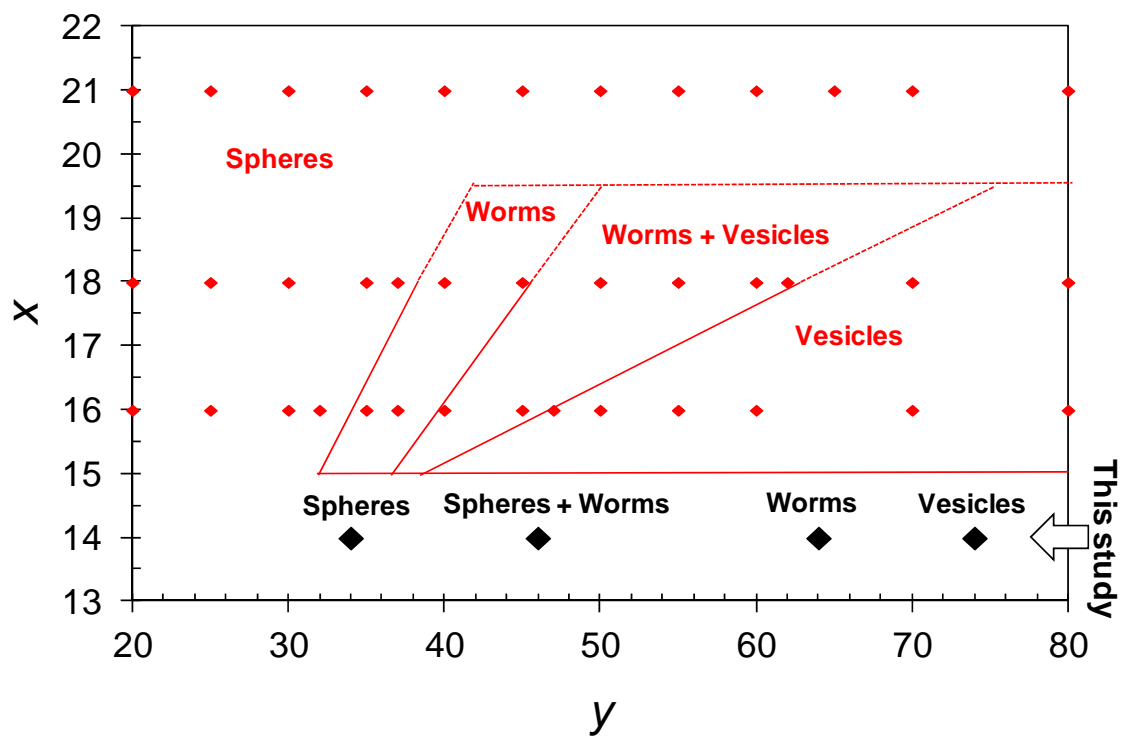 22
21
20
19
18
17
16
15
14
13
x
Spheres
Worms
Worms + Vesicles
Vesicles
Spheres
Spheres + Worms
Worms
Vesicles
This study
20
30
40
50
60
70
80
y